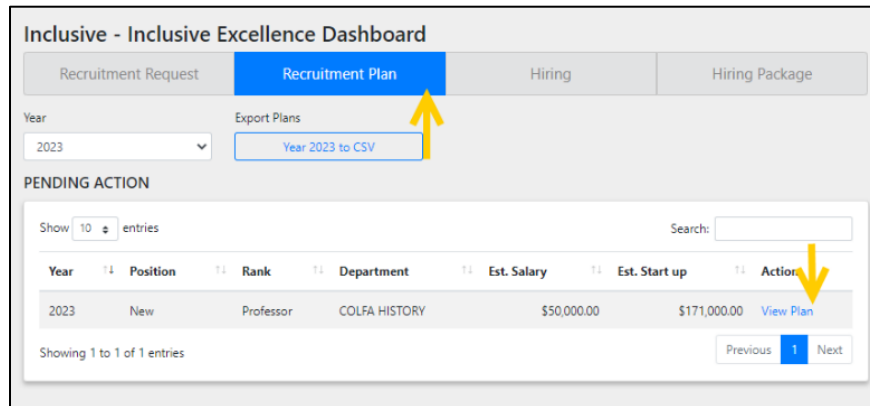 Inclusive - Inclusive Excellence Dashboard
Recruitment Request Recruitment Plan Hiring Hiring Package
Year Export Plans
2023 Year 2023 to CSV
PENDING ACTION
Show 10 entries Search:
Year Position Rank Department Est. Salary Est. Start up Action
2023 New Professor COLFA HISTORY $50,000.00 $171,000.00 View Plan
Showing 1 to 1 of 1 entries Previous 1 Next